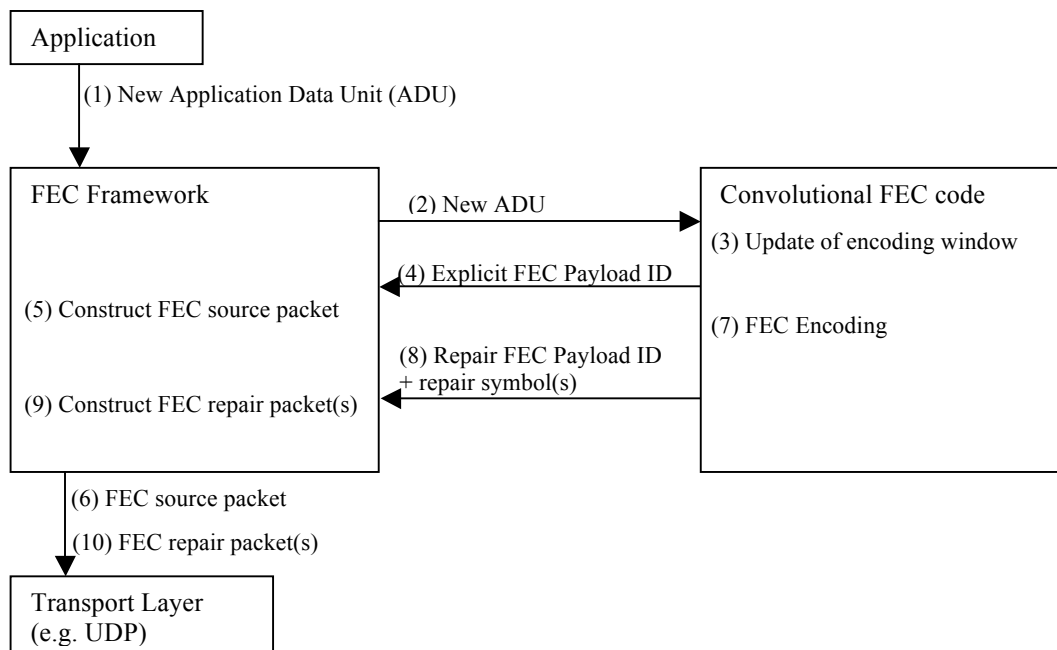 Application
(1) New Application Data Unit (ADU)
FEC Framework
Convolutional FEC code
(2) New ADU
(3) Update of encoding window
(4) Explicit FEC Payload ID
(5) Construct FEC source packet
(7) FEC Encoding
(8) Repair FEC Payload ID
+ repair symbol(s)
(9) Construct FEC repair packet(s)
(6) FEC source packet
(10) FEC repair packet(s)
Transport Layer
(e.g. UDP)